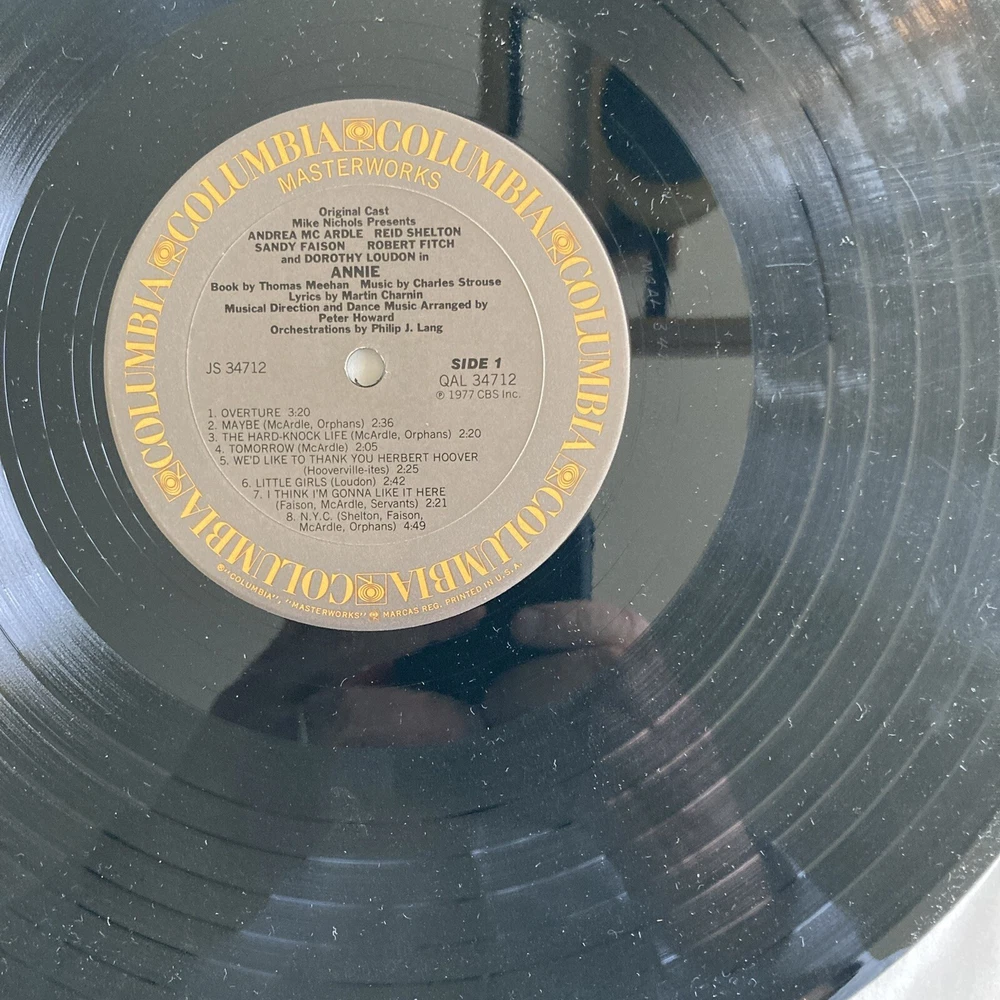 COLUMBIA COLUMBIA COLUMBIA COLUMBIA COLUMBIA COLUMBIA COLUMBIA COLUMBIA
MASTERWORKS
Original Cast
Mike Nichols Presents
ANDREA MC ARDLE REID SHELTON
SANDY FAISON ROBERT FITCH
and DOROTHY LOUDON in
ANNIE
Book by Thomas Meehan Music by Charles Strouse
Lyrics by Martin Charnin
Musical Direction and Dance Music Arranged by
Peter Howard
Orchestrations by Philip J. Lang
JS 34712
SIDE 1
QAL 34712
℗ 1977 CBS Inc.
1. OVERTURE 3:20
2. MAYBE (McArdle, Orphans) 2:36
3. THE HARD-KNOCK LIFE (McArdle, Orphans) 2:20
4. TOMORROW (McArdle) 2:05
5. WE'D LIKE TO THANK YOU HERBERT HOOVER
(Hooverville-ites) 2:25
6. LITTLE GIRLS (Loudon) 2:42
7. I THINK I'M GONNA LIKE IT HERE
(Faison, McArdle, Servants) 2:21
8. N.Y.C. (Shelton, Faison,
McArdle, Orphans) 4:49
®"COLUMBIA", "MASTERWORKS" MARCAS REG. PRINTED IN U.S.A.